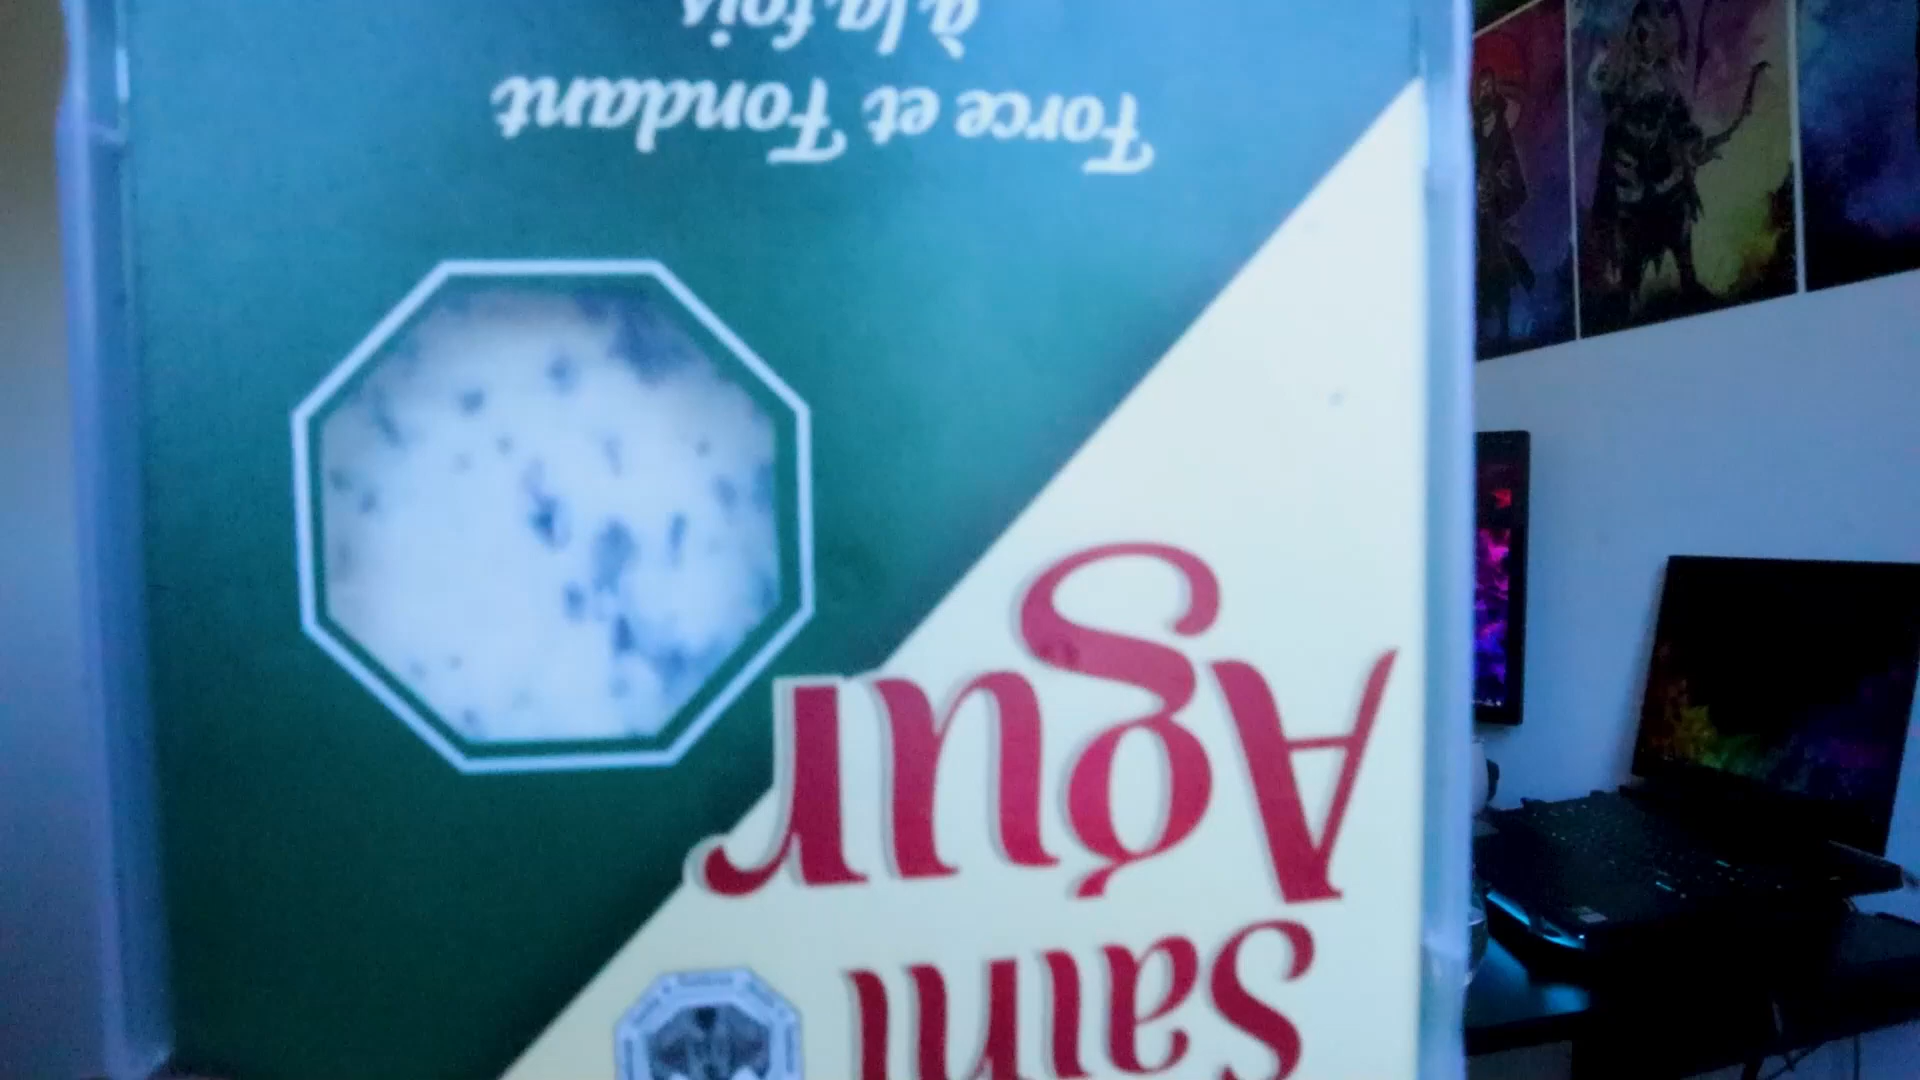 Saint
Agur
Force et Fondant
à la fois